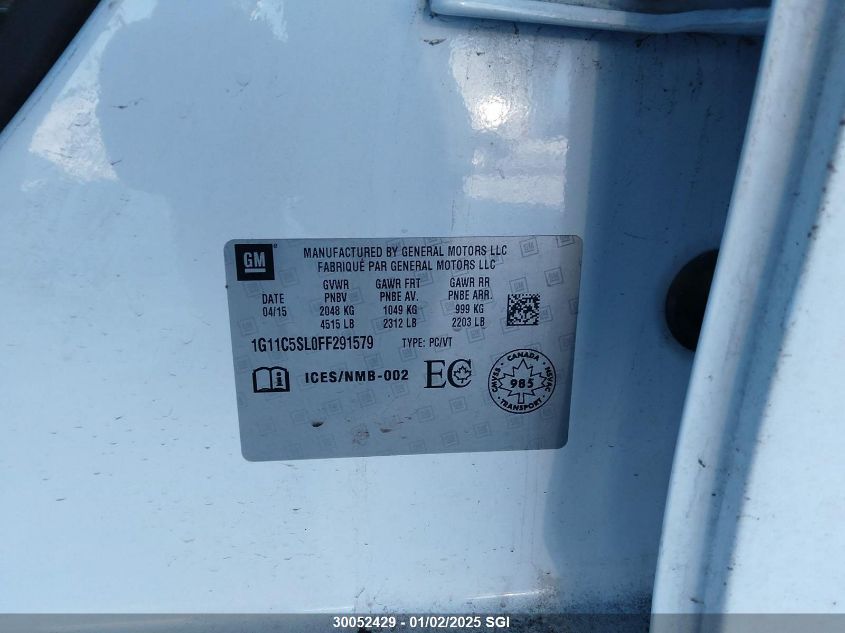 GM
MANUFACTURED BY GENERAL MOTORS LLC
FABRIQUÉ PAR GENERAL MOTORS LLC
GVWR GAWR FRT GAWR RR
DATE PNBV PNBE AV. PNBE ARR.
04/15 2048 KG 1049 KG 999 KG
4515 LB 2312 LB 2203 LB
1G11C5SL0FF291579 TYPE: PC/VT
ICES/NMB-002 EC
CANADA
CMVSS 985 NSVAC
TRANSPORT
30052429 - 01/02/2025 SGI